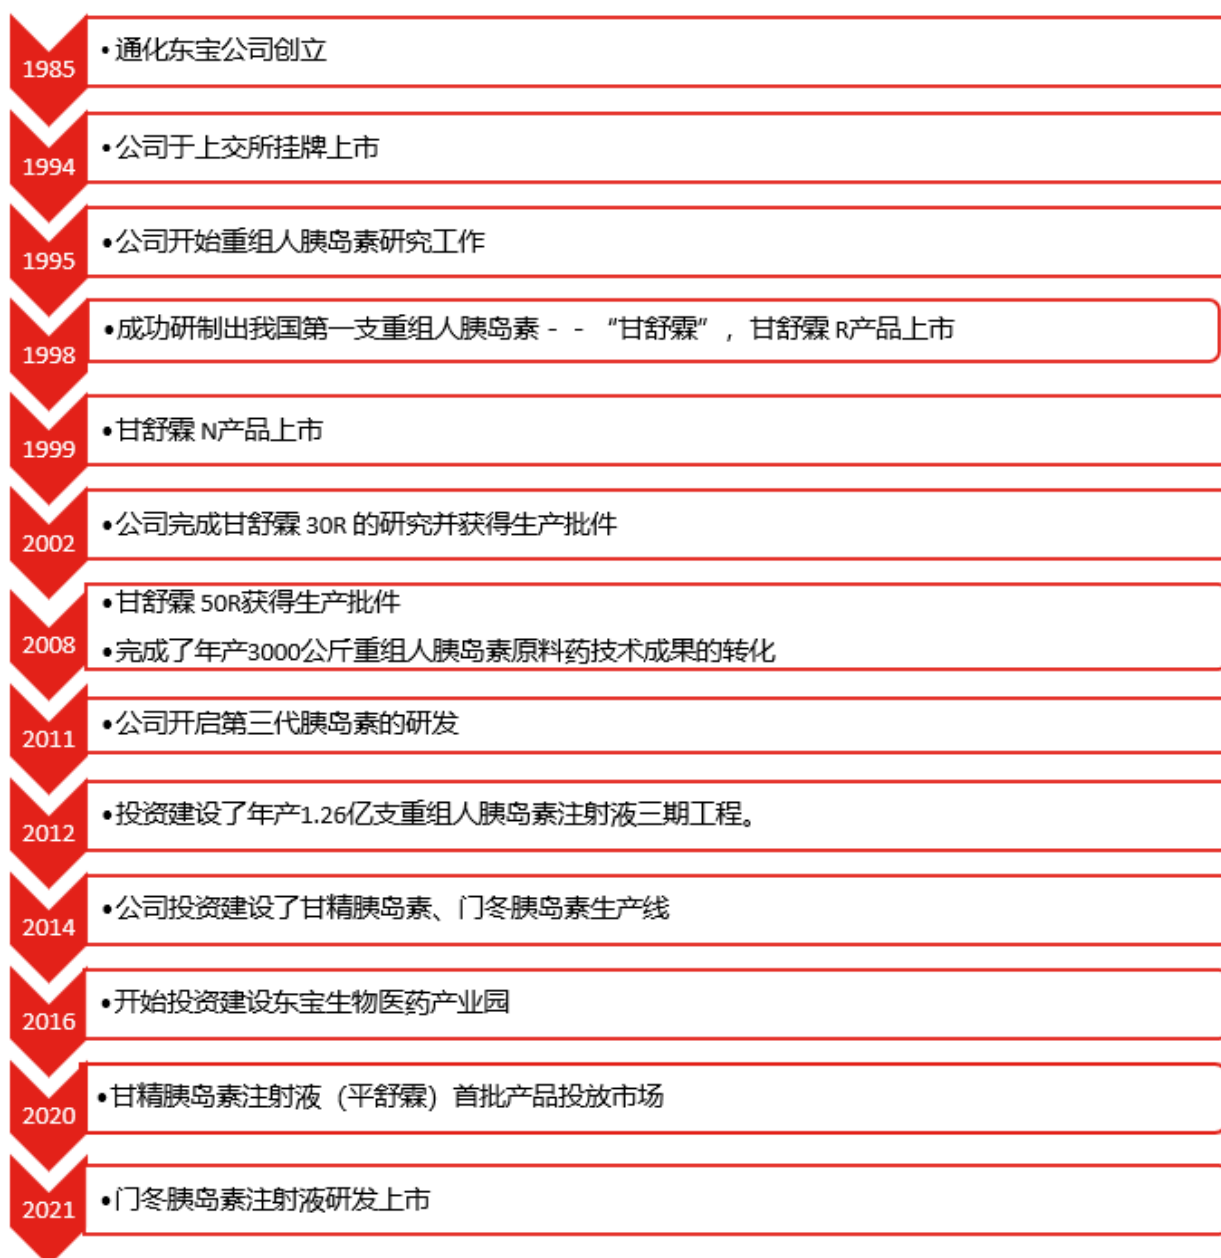 1985
•通化东宝公司创立
1994
•公司于上交所挂牌上市
1995
•公司开始重组人胰岛素研究工作
1998
•成功研制出我国第一支重组人胰岛素－－“甘舒霖”，甘舒霖 R产品上市
1999
•甘舒霖 N产品上市
2002
•公司完成甘舒霖 30R 的研究并获得生产批件
2008
•甘舒霖 50R获得生产批件
•完成了年产3000公斤重组人胰岛素原料药技术成果的转化
2011
•公司开启第三代胰岛素的研发
2012
•投资建设了年产1.26亿支重组人胰岛素注射液三期工程。
2014
•公司投资建设了甘精胰岛素、门冬胰岛素生产线
2016
•开始投资建设东宝生物医药产业园
2020
•甘精胰岛素注射液（平舒霖）首批产品投放市场
2021
•门冬胰岛素注射液研发上市